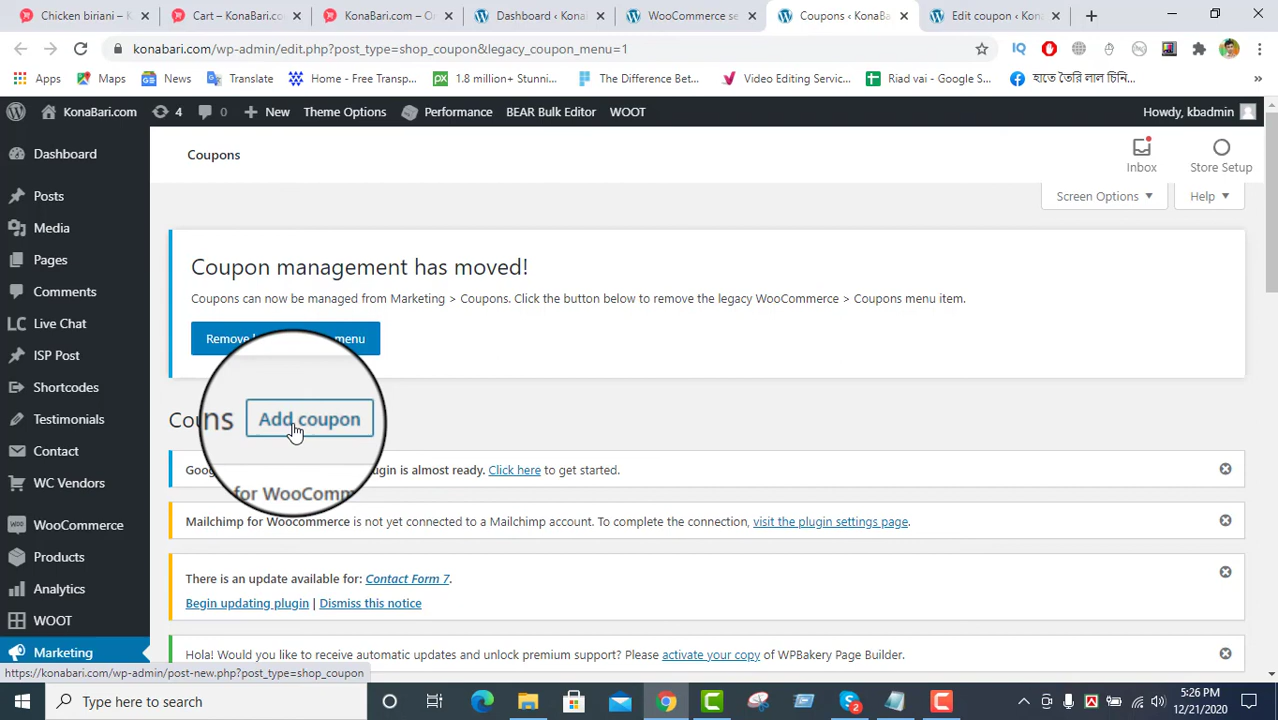 Chicken biriani –
Cart – KonaBari.com
KonaBari.com – O
Dashboard ‹ Kona
WooCommerce se
Coupons ‹ KonaBa
Edit coupon ‹ Kon
konabari.com/wp-admin/edit.php?post_type=shop_coupon&legacy_coupon_menu=1
Apps
Maps
News
Translate
Home - Free Transp...
1.8 million+ Stunni...
The Difference Bet...
Video Editing Servic...
Riad vai - Google S...
হাতে তৈরি লাল চিনি...
»
KonaBari.com
4
0
New
Theme Options
Performance
BEAR Bulk Editor
WOOT
Howdy, kbadmin
Dashboard
Posts
Media
Pages
Comments
Live Chat
ISP Post
Shortcodes
Testimonials
Contact
WC Vendors
WooCommerce
Products
Analytics
WOOT
Marketing
Coupons
Inbox
Store Setup
Screen Options
Help
Coupon management has moved!
Coupons can now be managed from Marketing > Coupons. Click the button below to remove the legacy WooCommerce > Coupons menu item.
Remove menu
Add coupon
is almost ready. Click here to get started.
for WooComm
Mailchimp for Woocommerce is not yet connected to a Mailchimp account. To complete the connection, visit the plugin settings page.
There is an update available for: Contact Form 7.
Begin updating plugin | Dismiss this notice
Hola! Would you like to receive automatic updates and unlock premium support? Please activate your copy of WPBakery Page Builder.
https://konabari.com/wp-admin/post-new.php?post_type=shop_coupon
Type here to search
5:26 PM
12/21/2020